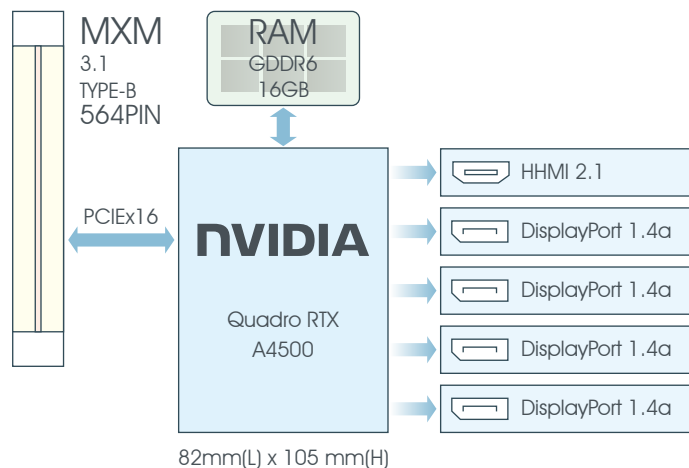 MXM
3.1
TYPE-B
564PIN
RAM
GDDR6
16GB
PCIEx16
NVIDIA
Quadro RTX
A4500
HHMI 2.1
DisplayPort 1.4a
DisplayPort 1.4a
DisplayPort 1.4a
DisplayPort 1.4a
82mm(L) x 105 mm(H)